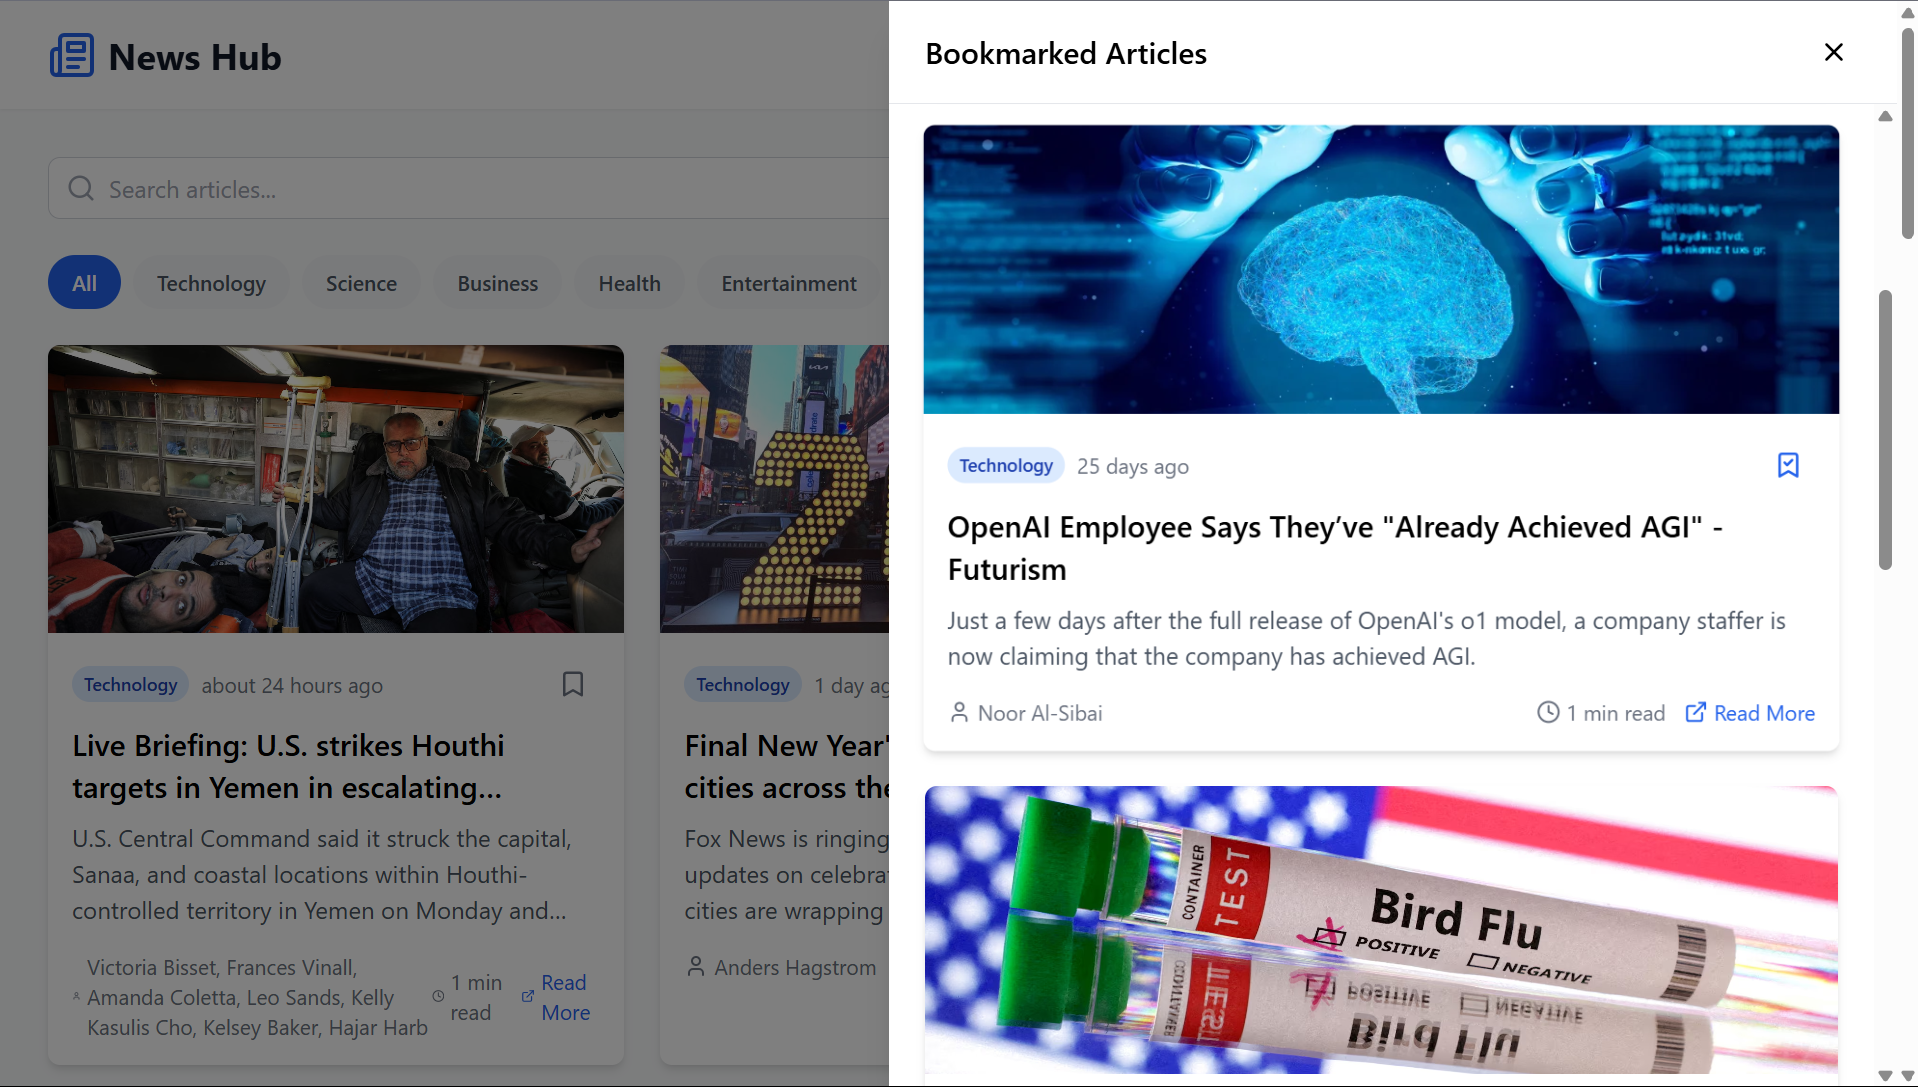 News Hub
Search articles...
All
Technology
Science
Business
Health
Entertainment
Technology
about 24 hours ago
Live Briefing: U.S. strikes Houthi
targets in Yemen in escalating...
U.S. Central Command said it struck the capital,
Sanaa, and coastal locations within Houthi-
controlled territory in Yemen on Monday and...
Victoria Bisset, Frances Vinall,
Amanda Coletta, Leo Sands, Kelly
Kasulis Cho, Kelsey Baker, Hajar Harb
1 min
read
Read
More
KIA
2
Technology
1 day ag
Final New Year'
cities across the
Fox News is ringing
updates on celebra
cities are wrapping
Anders Hagstrom
Bookmarked Articles
Technology
25 days ago
OpenAI Employee Says They’ve "Already Achieved AGI" -
Futurism
Just a few days after the full release of OpenAI's o1 model, a company staffer is
now claiming that the company has achieved AGI.
Noor Al-Sibai
1 min read
Read More
CONTAINER
TEST
Bird Flu
POSITIVE
NEGATIVE